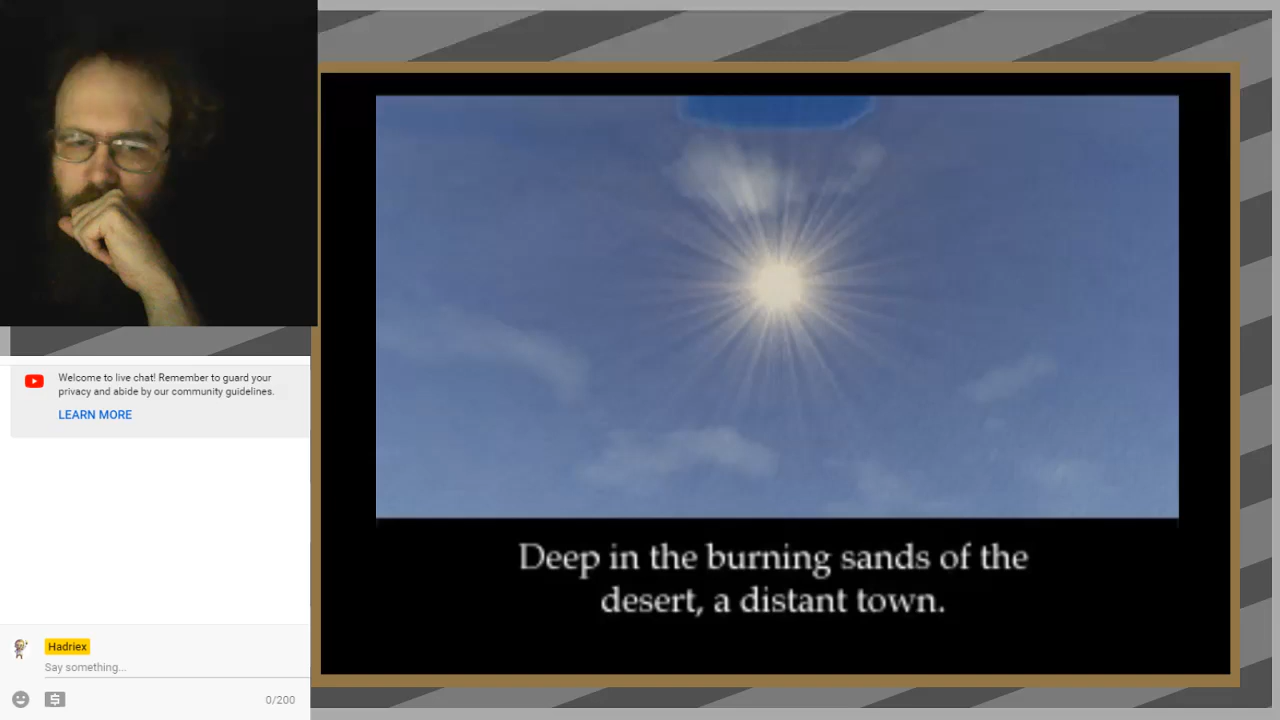 Welcome to live chat! Remember to guard your
privacy and abide by our community guidelines.
LEARN MORE
Hadriex
Say something...
0/200
Deep in the burning sands of the
desert, a distant town.